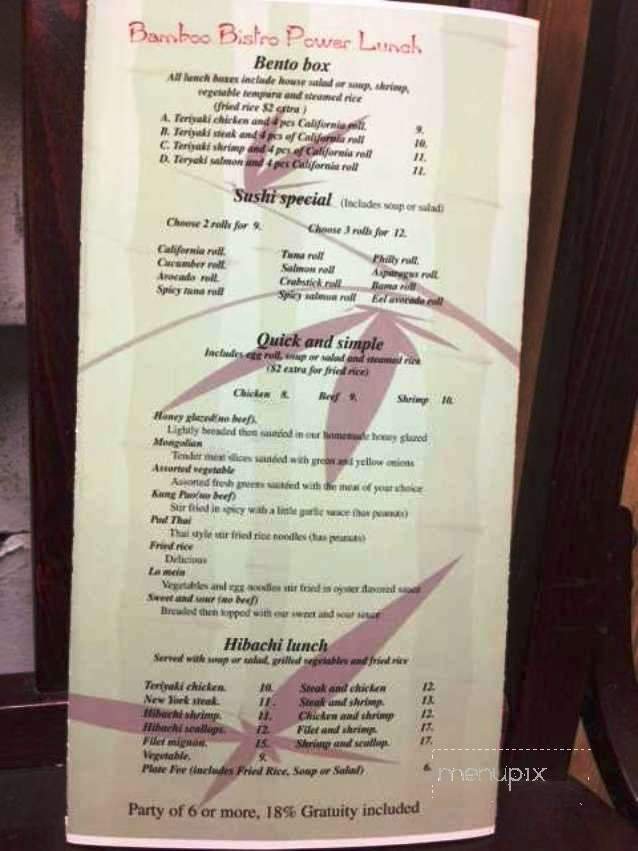 Bamboo Bistro Power Lunch
Bento box
All lunch boxes include house salad or soup, shrimp,
vegetable tempura and steamed rice
(fried rice $2 extra )
A. Teriyaki chicken and 4 pcs California roll. 9.
B. Teriyaki steak and 4 pcs of California roll 10.
C. Teriyaki shrimp and 4 pcs of California roll 11.
D. Teryaki salmon and 4 pcs California roll 11.
Sushi special (Includes soup or salad)
Choose 2 rolls for 9. Choose 3 rolls for 12.
California roll. Tuna roll Philly roll.
Cucumber roll. Salmon roll Asparagus roll.
Avocado roll. Crabstick roll Bama roll
Spicy tuna roll Spicy salmon roll Eel avocado roll
Quick and simple
Includes egg roll, soup or salad and steamed rice
($2 extra for fried rice)
Chicken 8. Beef 9. Shrimp 10.
Honey glazed(no beef).
Lightly breaded then sautéed in our homemade honey glazed
Mongolian
Tender meat slices sautéed with green and yellow onions
Assorted vegetable
Assorted fresh greens sautéed with the meat of your choice
Kung Pao(no beef)
Stir fried in spicy with a little garlic sauce (has peanuts)
Pad Thai
Thai style stir fried rice noodles (has peanuts)
Fried rice
Delicious
Lo mein
Vegetables and egg noodles stir fried in oyster flavored sauce
Sweet and sour (no beef)
Breaded then topped with our sweet and sour sauce
Hibachi lunch
Served with soup or salad, grilled vegetables and fried rice
Teriyaki chicken. 10. Steak and chicken 12.
New York steak. 11. Steak and shrimp. 13.
Hibachi shrimp. 11. Chicken and shrimp 12.
Hibachi scallops. 12. Filet and shrimp. 17.
Filet mignon. 15. Shrimp and scallop. 17.
Vegetable. 9.
Plate Fee (includes Fried Rice, Soup or Salad) 6.
Party of 6 or more, 18% Gratuity included
menupix